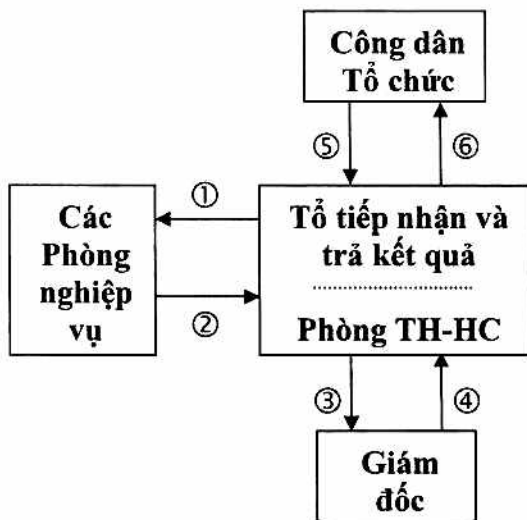 Công dân
Tổ chức
⑤
⑥
①
Các
Phòng
nghiệp
vụ
②
Tổ tiếp nhận và
trả kết quả
Phòng TH-HC
③
④
Giám
đốc